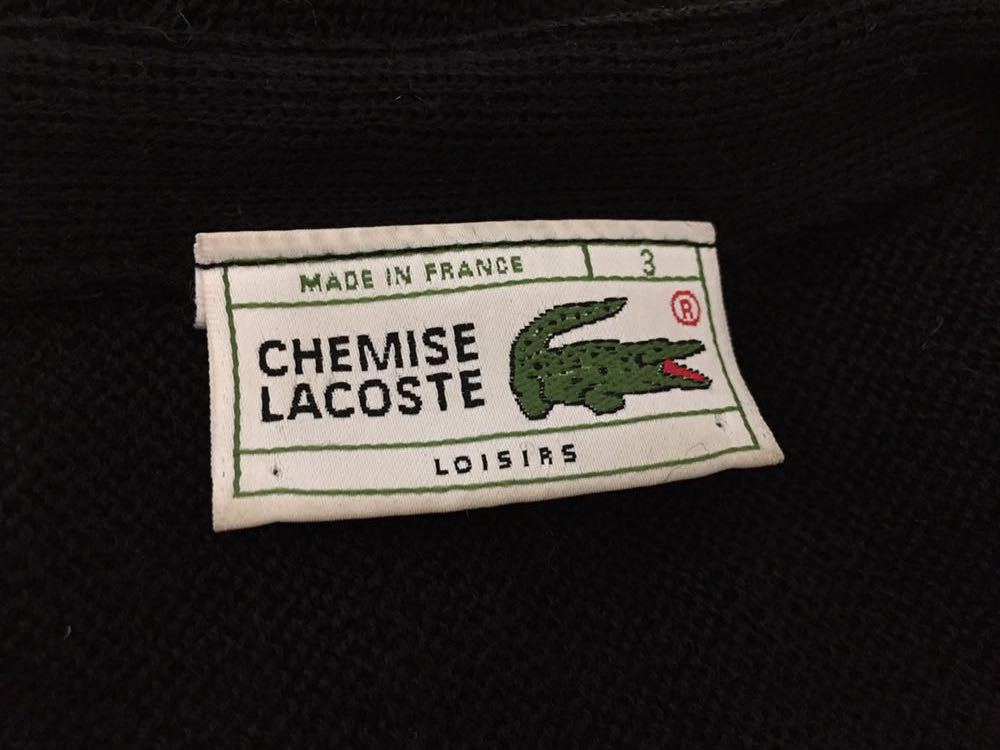 MADE IN FRANCE 3
CHEMISE
LACOSTE ®
LOISIRS